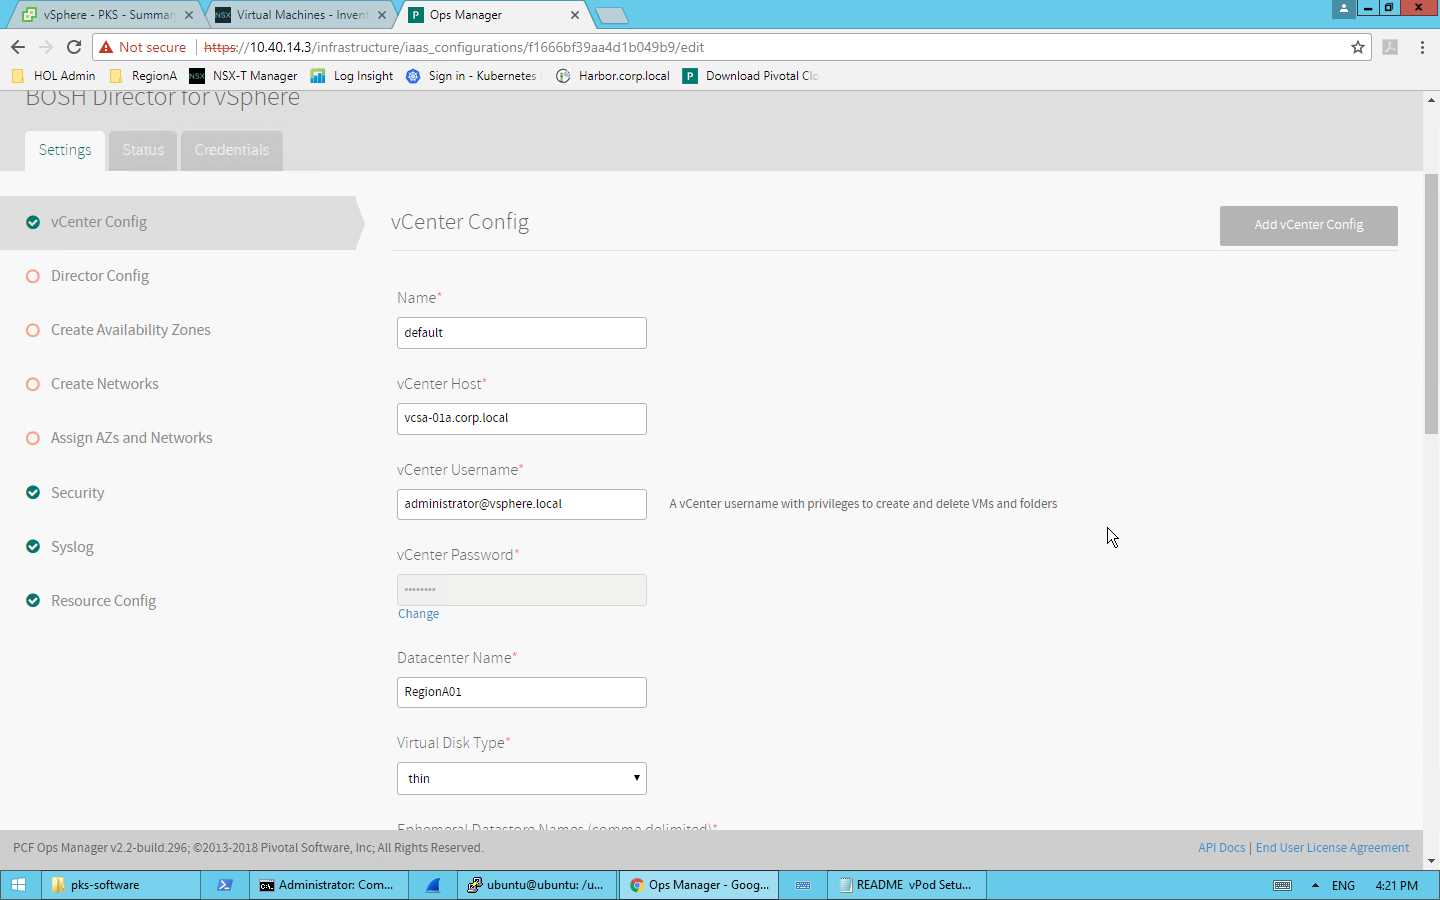 vSphere - PKS - Summar
NSX Virtual Machines - Invent
P Ops Manager
Not secure https://10.40.14.3/infrastructure/iaas_configurations/f1666bf39aa4d1b049b9/edit
HOL Admin RegionA NSX NSX-T Manager Log Insight Sign in - Kubernetes Harbor.corp.local P Download Pivotal Clo
BOSH Director for vSphere
Settings Status Credentials
vCenter Config
Director Config
Create Availability Zones
Create Networks
Assign AZs and Networks
Security
Syslog
Resource Config
vCenter Config
Add vCenter Config
Name*
default
vCenter Host*
vcsa-01a.corp.local
vCenter Username*
administrator@vsphere.local
A vCenter username with privileges to create and delete VMs and folders
vCenter Password*
••••••••
Change
Datacenter Name*
RegionA01
Virtual Disk Type*
thin
Ephemeral Datastore Names (comma delimited)*
PCF Ops Manager v2.2-build.296; ©2013-2018 Pivotal Software, Inc; All Rights Reserved.
API Docs | End User License Agreement
pks-software
Administrator: Com...
ubuntu@ubuntu: /u...
Ops Manager - Goog...
README vPod Setu...
ENG
4:21 PM